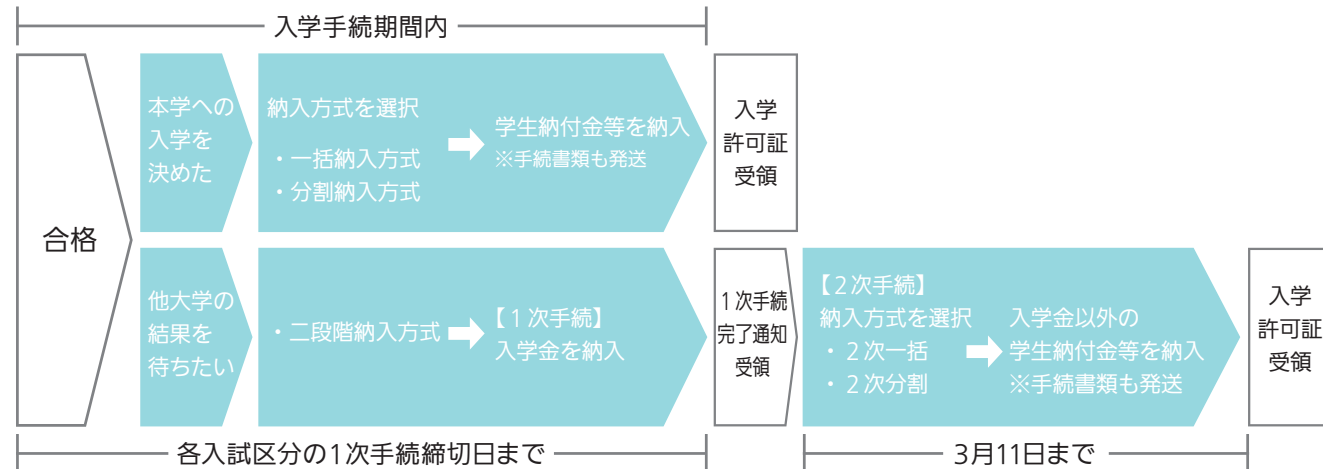 入学手続期間内
合格
本学への
入学を
決めた
納入方式を選択
・一括納入方式
・分割納入方式
学生納付金等を納入
※手続書類も発送
入学
許可証
受領
他大学の
結果を
待ちたい
・二段階納入方式
【1次手続】
入学金を納入
1次手続
完了通知
受領
【2次手続】
納入方式を選択
・2次一括
・2次分割
入学金以外の
学生納付金等を納入
※手続書類も発送
入学
許可証
受領
各入試区分の1次手続締切日まで
3月11日まで